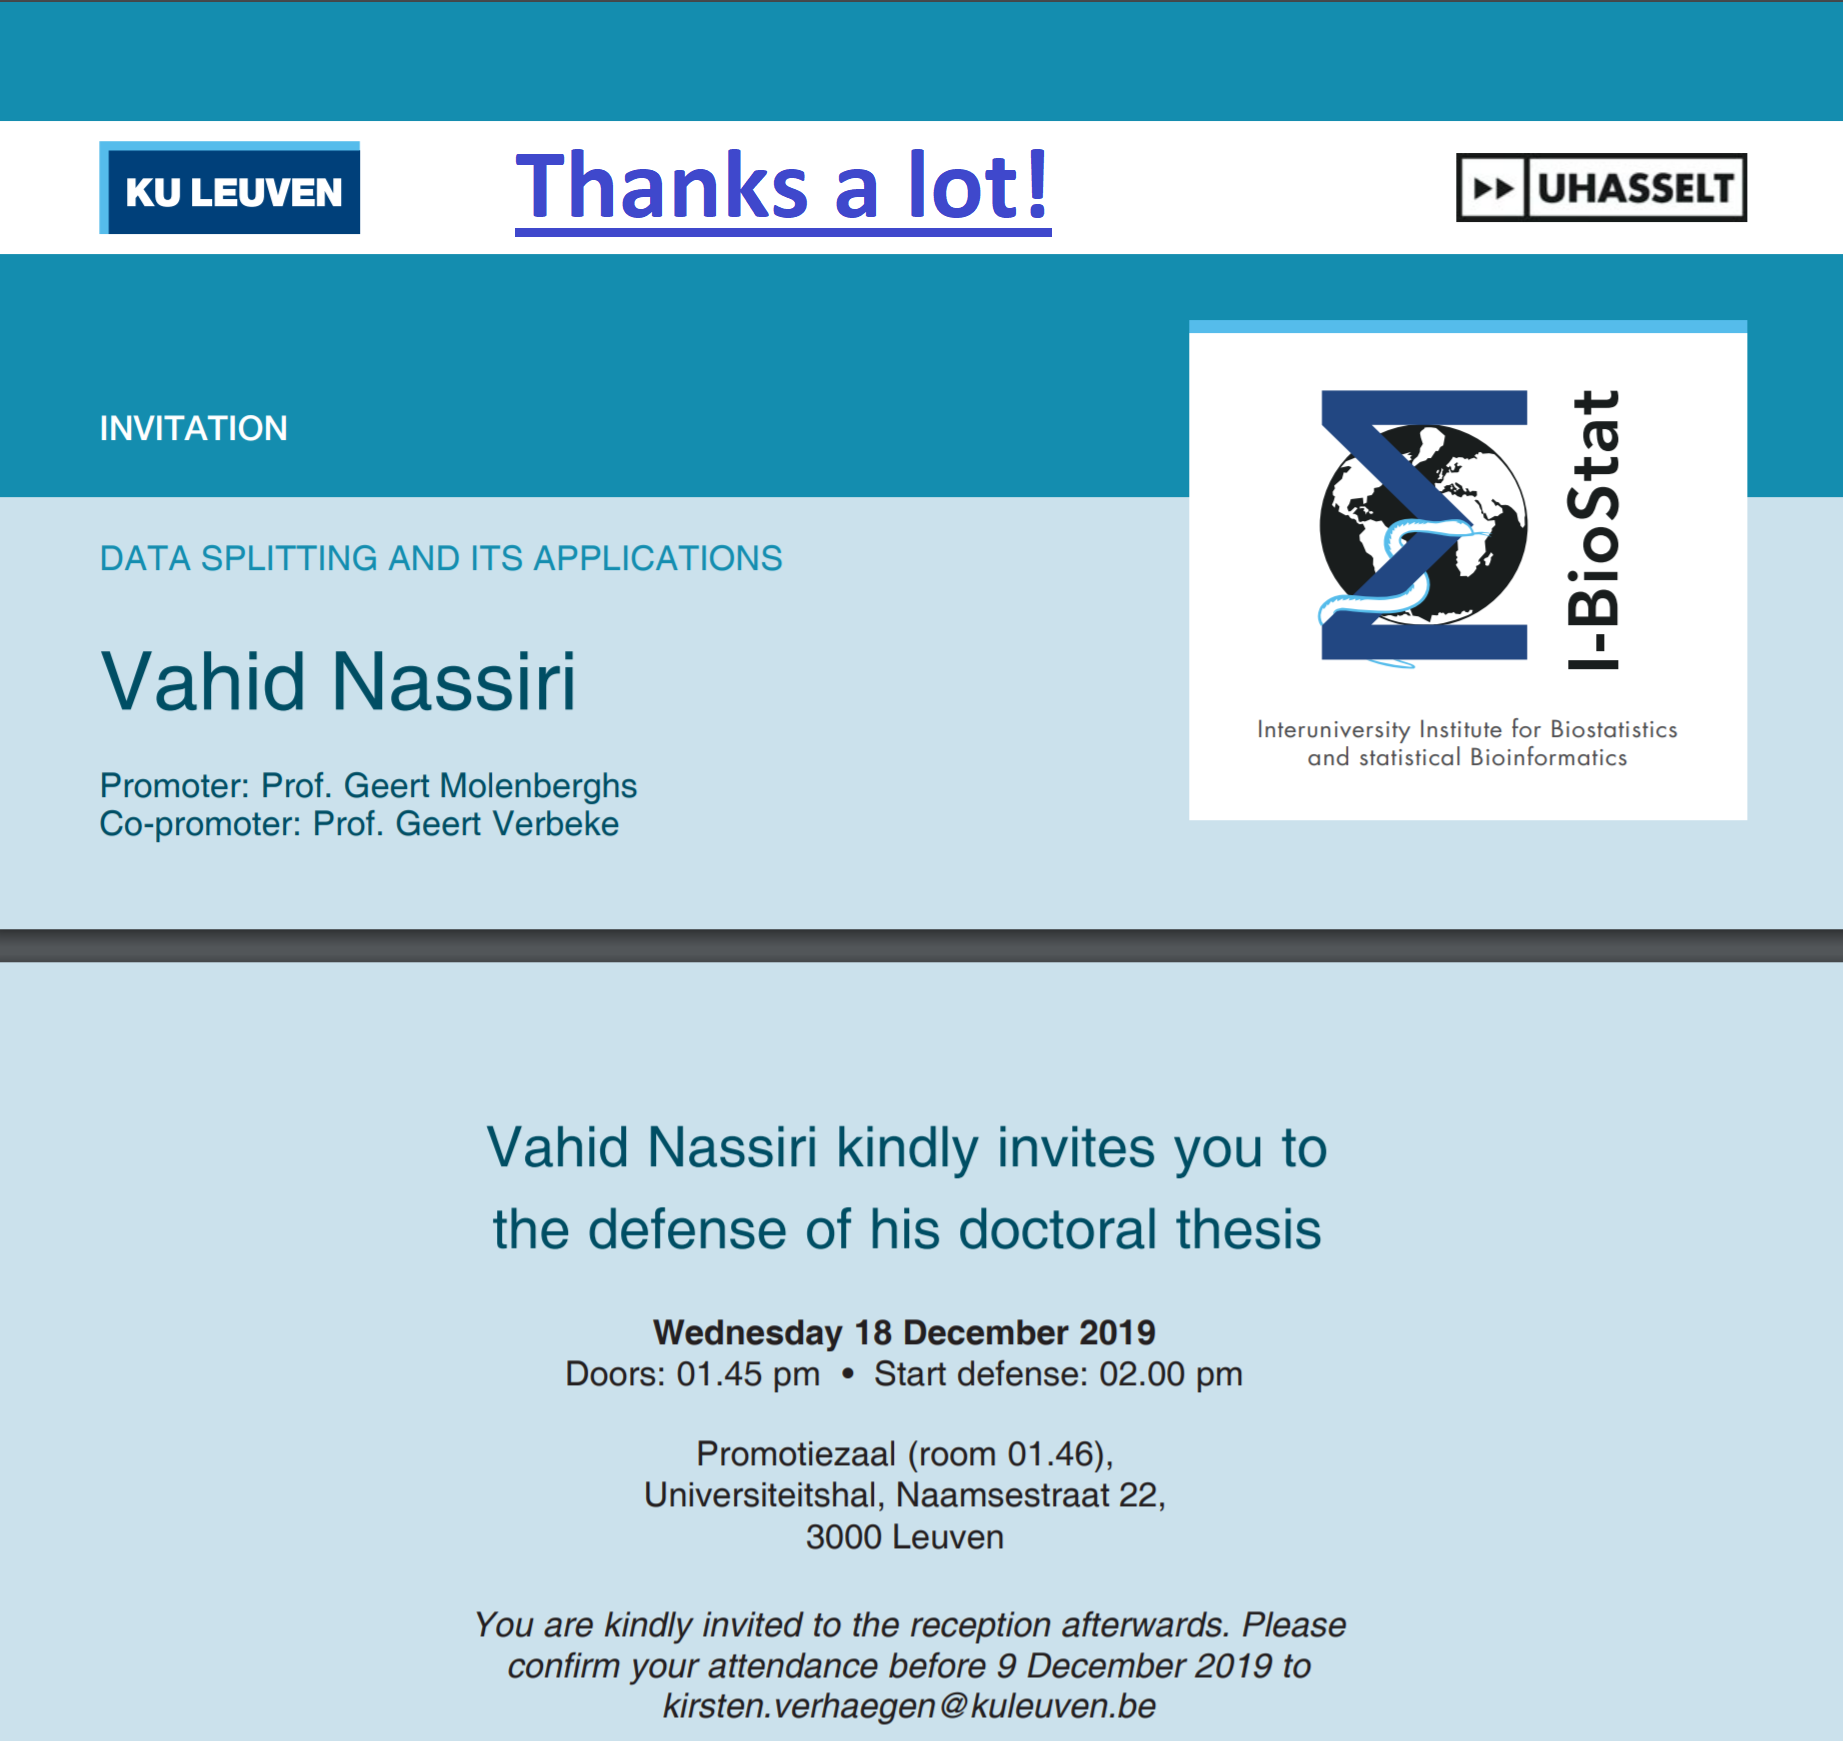 KU LEUVEN
Thanks a lot!
UHASSELT
INVITATION
DATA SPLITTING AND ITS APPLICATIONS
Vahid Nassiri
Promoter: Prof. Geert Molenberghs
Co-promoter: Prof. Geert Verbeke
I-BioStat
Interuniversity Institute for Biostatistics
and statistical Bioinformatics
Vahid Nassiri kindly invites you to
the defense of his doctoral thesis
Wednesday 18 December 2019
Doors: 01.45 pm • Start defense: 02.00 pm
Promotiezaal (room 01.46),
Universiteitshal, Naamsestraat 22,
3000 Leuven
You are kindly invited to the reception afterwards. Please
confirm your attendance before 9 December 2019 to
kirsten.verhaegen@kuleuven.be